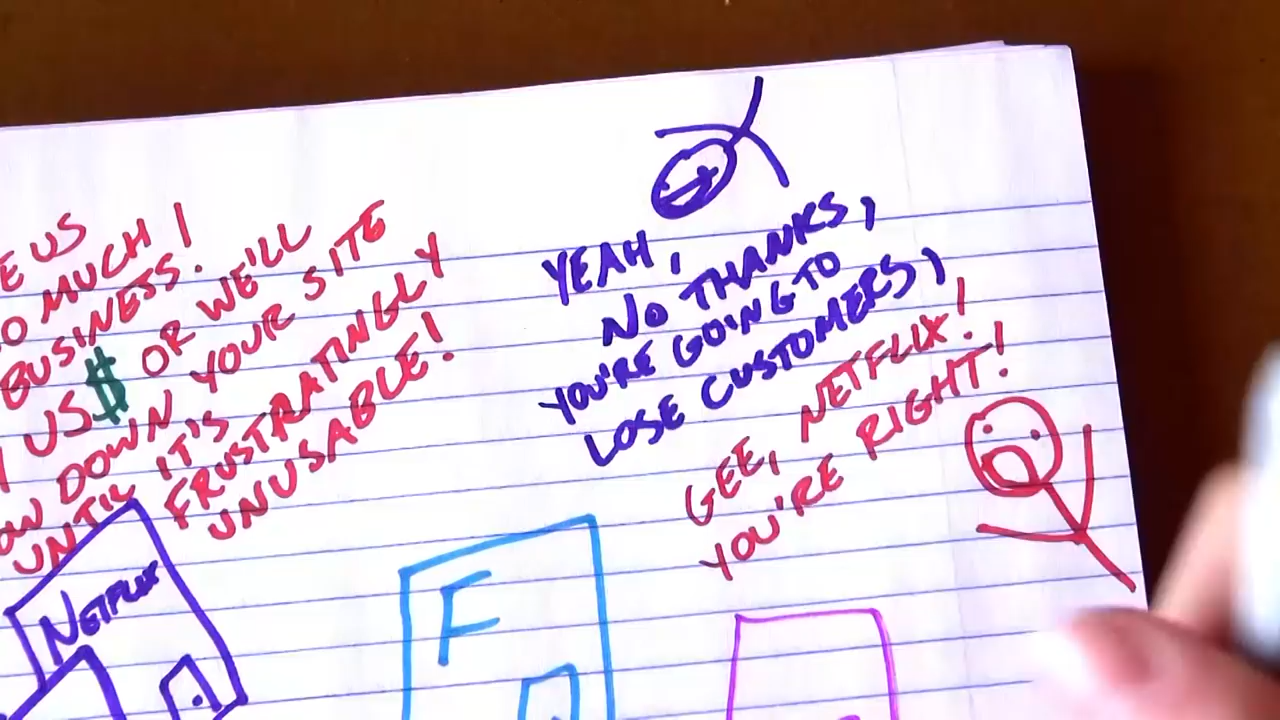 E US
O MUCH!
BUSINESS.
US $ OR WE'LL
OW DOWN YOUR SITE
UNTIL IT'S
FRUSTRATINGLY
UNUSABLE!
YEAH,
NO THANKS,
YOU'RE GOING TO
LOSE CUSTOMERS,
GEE, NETFLIX!
YOU'RE RIGHT!
NETFLIX
F